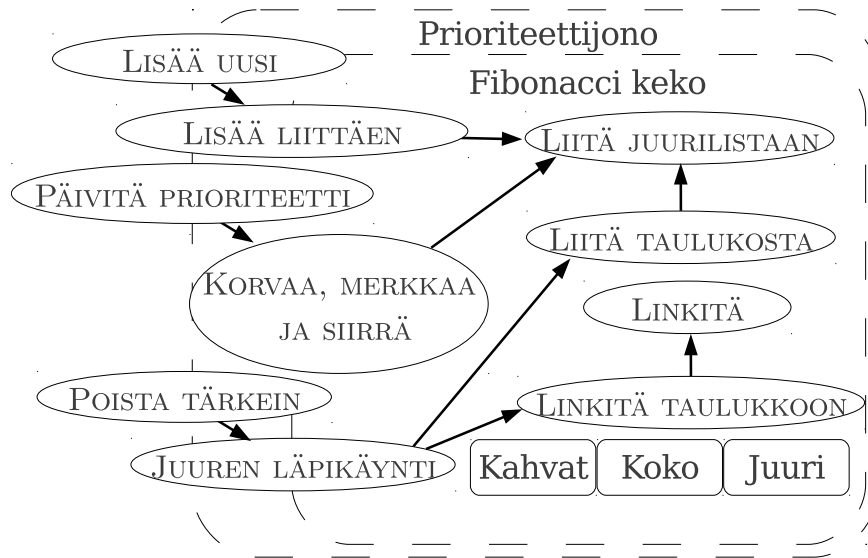 Prioriteettijono
Fibonacci keko
LISÄÄ UUSI
LISÄÄ LIITTÄEN
LIITÄ JUURILISTAAN
PÄIVITÄ PRIORITEETTI
LIITÄ TAULUKOSTA
KORVAA, MERKKAA
JA SIIRRÄ
LINKITÄ
POISTA TÄRKEIN
LINKITÄ TAULUKKOON
JUUREN LÄPIKÄYNTI
Kahvat
Koko
Juuri